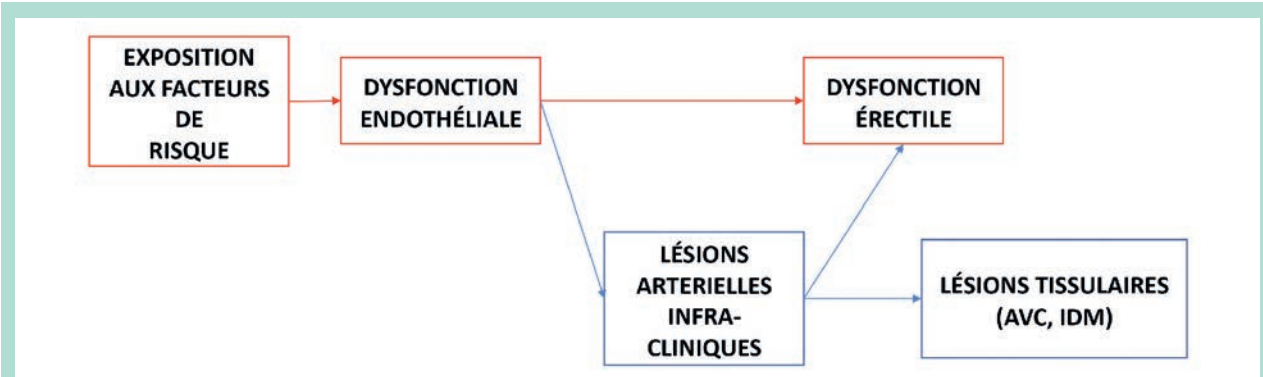 EXPOSITION
AUX FACTEURS
DE
RISQUE
DYSFONCTION
ENDOTHÉLIALE
DYSFONCTION
ÉRECTILE
LÉSIONS
ARTERIELLES
INFRA-
CLINIQUES
LÉSIONS TISSULAIRES
(AVC, IDM)